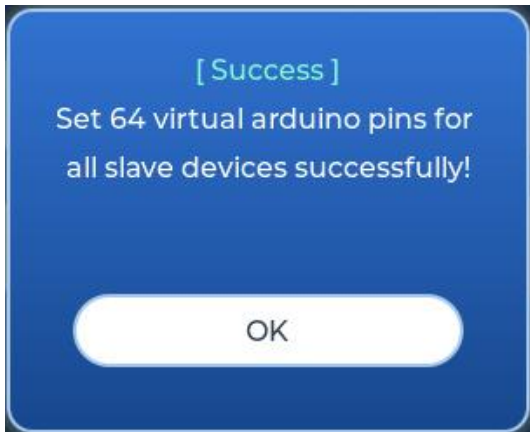 [ Success ]
Set 64 virtual arduino pins for
all slave devices successfully!
OK